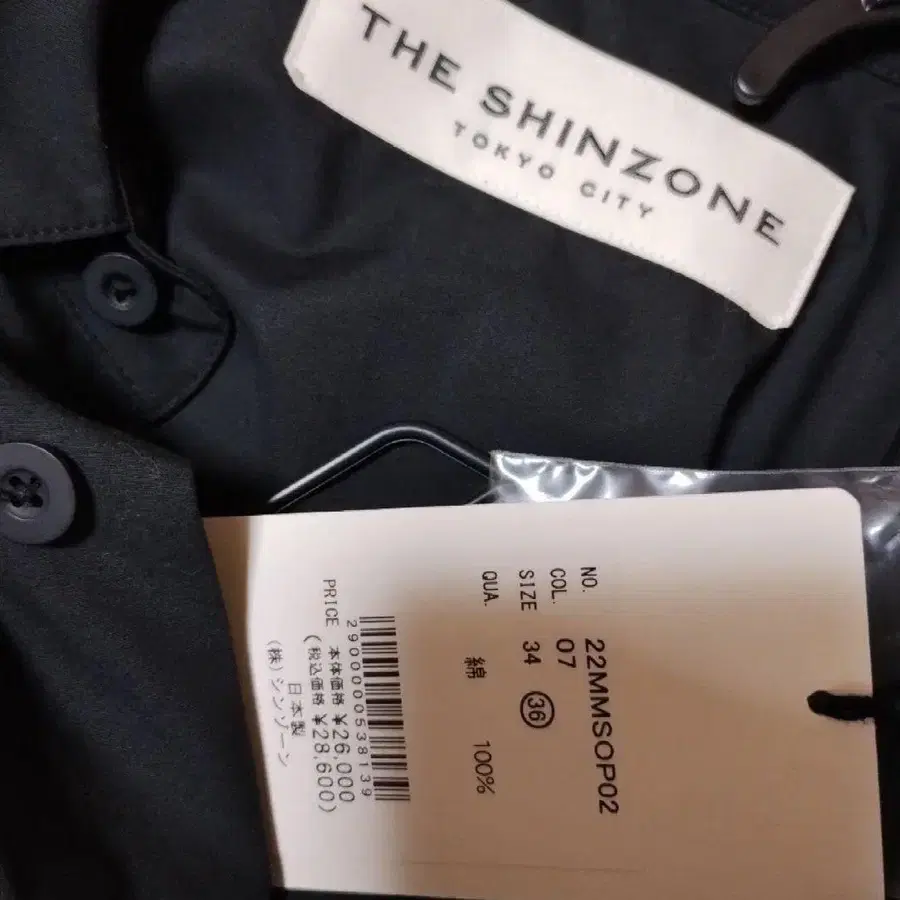 THE SHINZONE
TOKYO CITY
NO. 22MMSOP02
COL. 07
SIZE 34 36
QUA. 綿 100%
2900000538139
PRICE 本体価格 ¥26,000
(税込価格 ¥28,600)
日本製
(株)シンゾーン